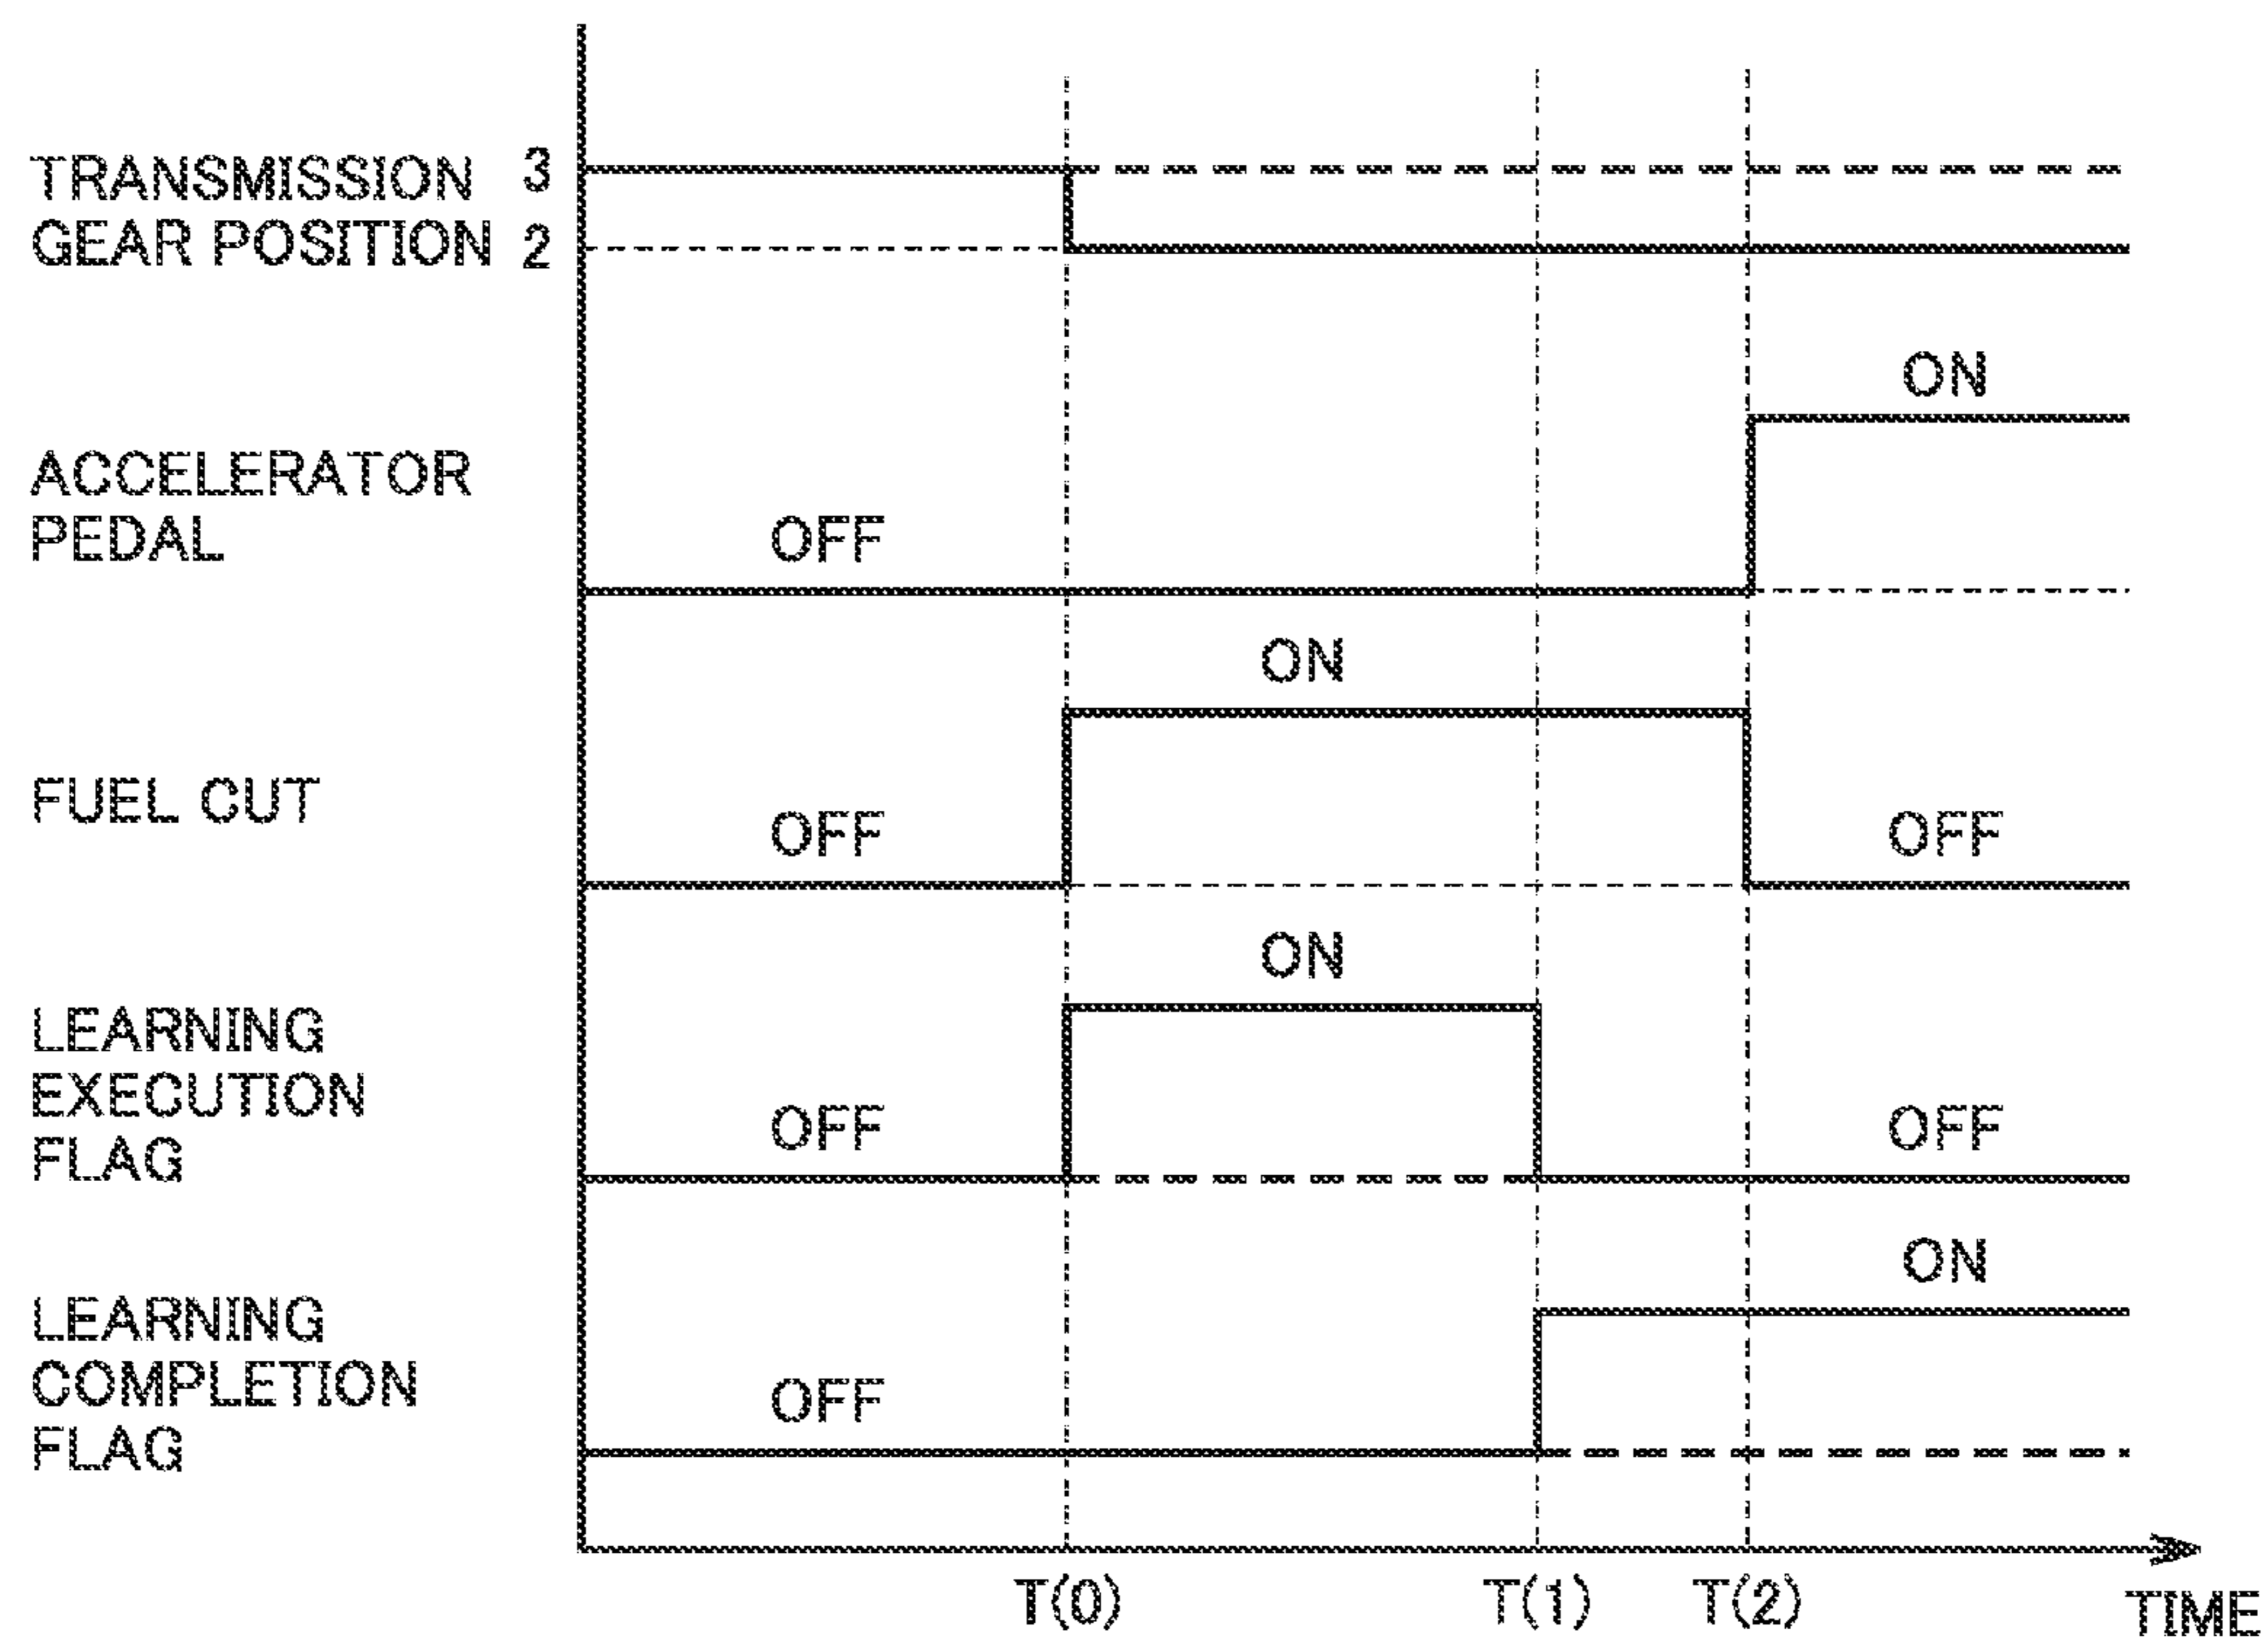 TRANSMISSION 3
GEAR POSITION 2
ON
ACCELERATOR
PEDAL
OFF
ON
FUEL CUT
OFF
OFF
ON
LEARNING
EXECUTION
FLAG
OFF
OFF
ON
LEARNING
COMPLETION
FLAG
OFF
T(0) T(1) T(2) TIME